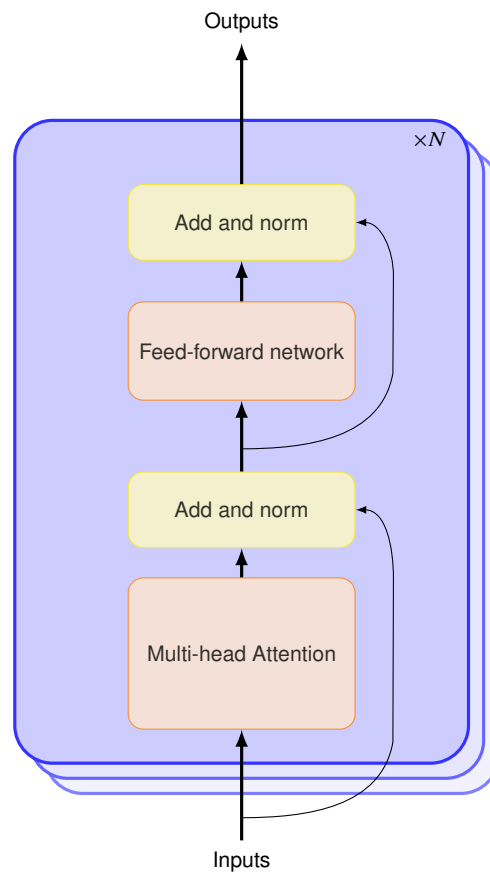 Outputs
×N
Add and norm
Feed-forward network
Add and norm
Multi-head Attention
Inputs